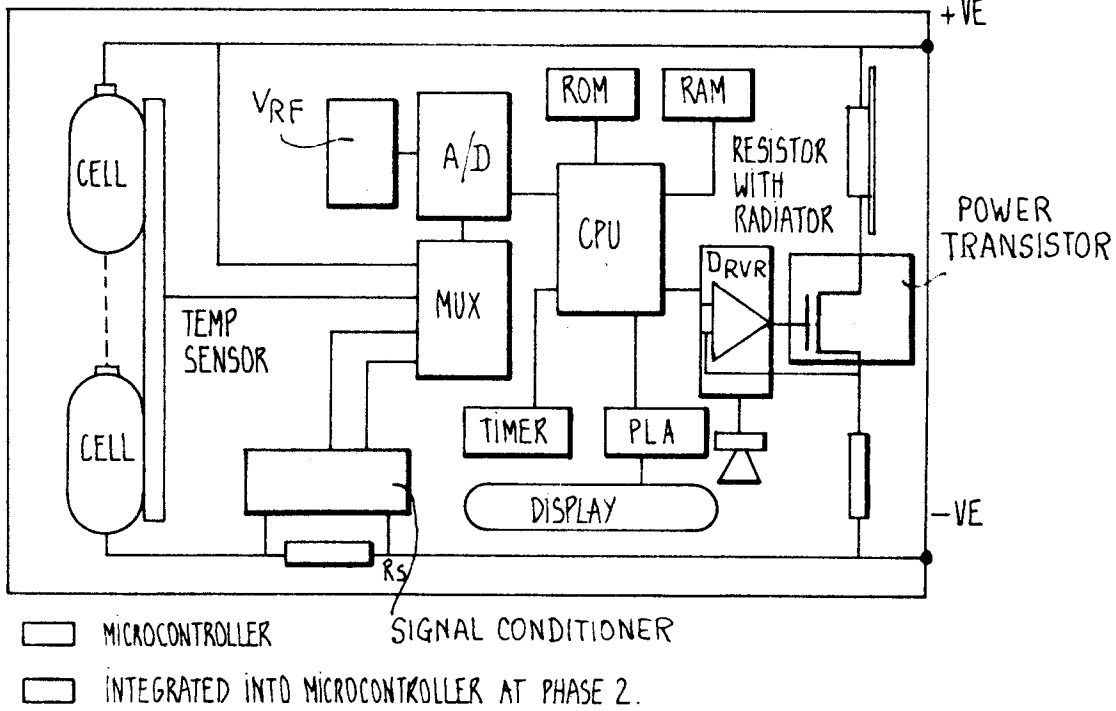 +VE
VRF
A/D
ROM
RAM
CELL
CPU
RESISTOR
WITH
RADIATOR
POWER
TRANSISTOR
DRVR
MUX
TEMP
SENSOR
TIMER
PLA
CELL
DISPLAY
-VE
RS
SIGNAL CONDITIONER
MICROCONTROLLER
INTEGRATED INTO MICROCONTROLLER AT PHASE 2.